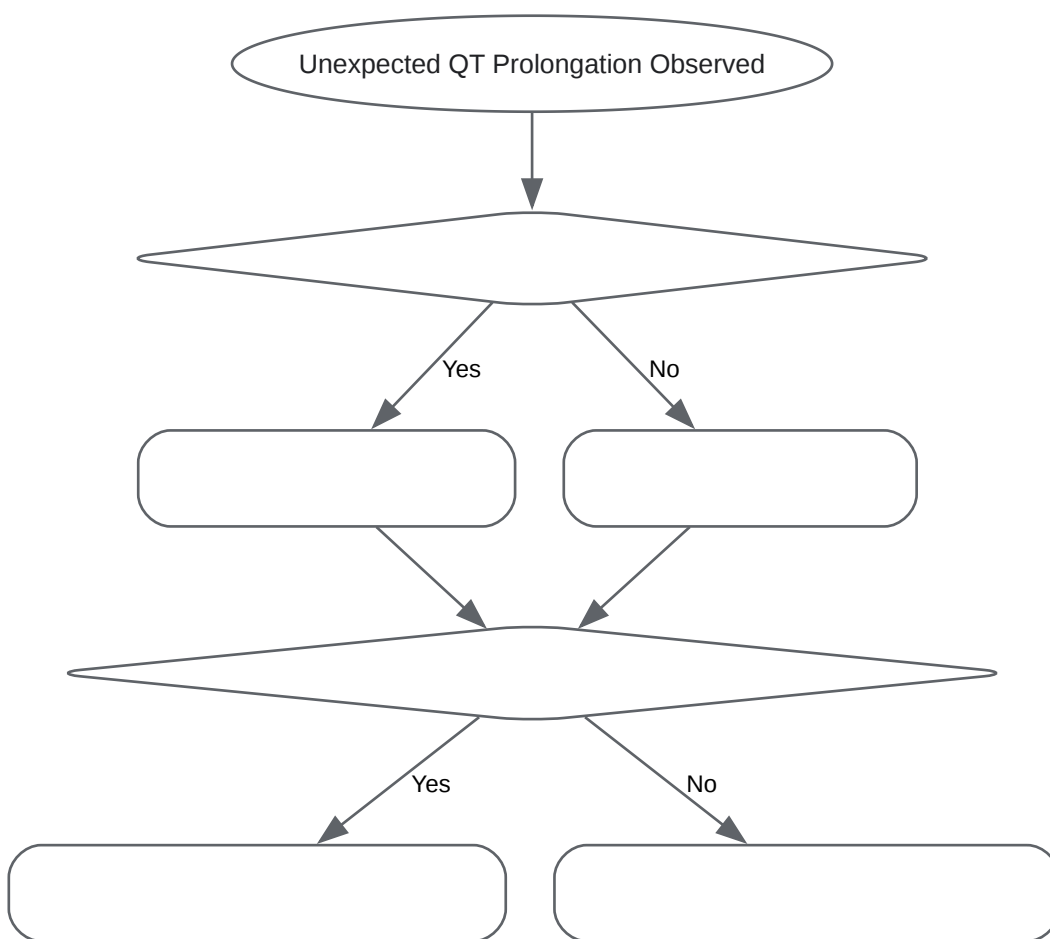 Unexpected QT Prolongation Observed
Yes
No
Yes
No